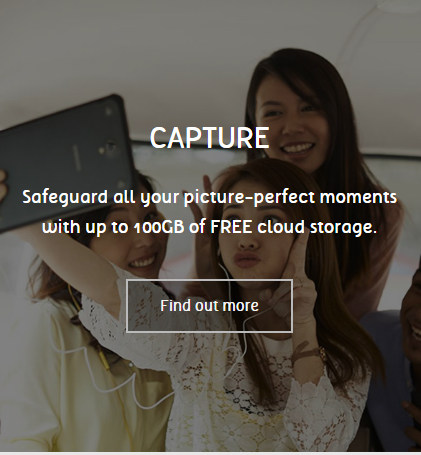 CAPTURE
Safeguard all your picture-perfect moments
with up to 100GB of FREE cloud storage.
Find out more